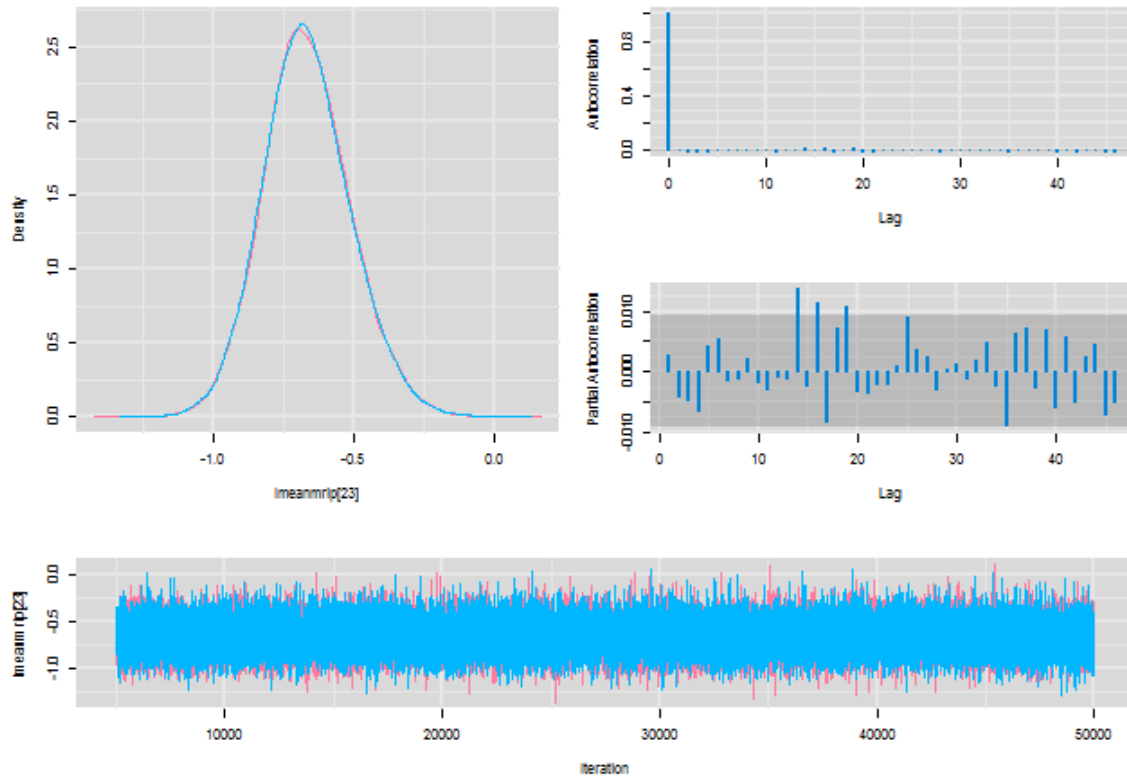 Density
0.0 0.5 1.0 1.5 2.0 2.5
-1.0 -0.5 0.0
lmeanmrip[23]
Autocorrelation
0.0 0.4 0.8
0 10 20 30 40
Lag
Partial Autocorrelation
-0.010 0.000 0.010
0 10 20 30 40
Lag
lmeanmrip[23]
-1.0 -0.5 0.0
10000 20000 30000 40000 50000
Iteration